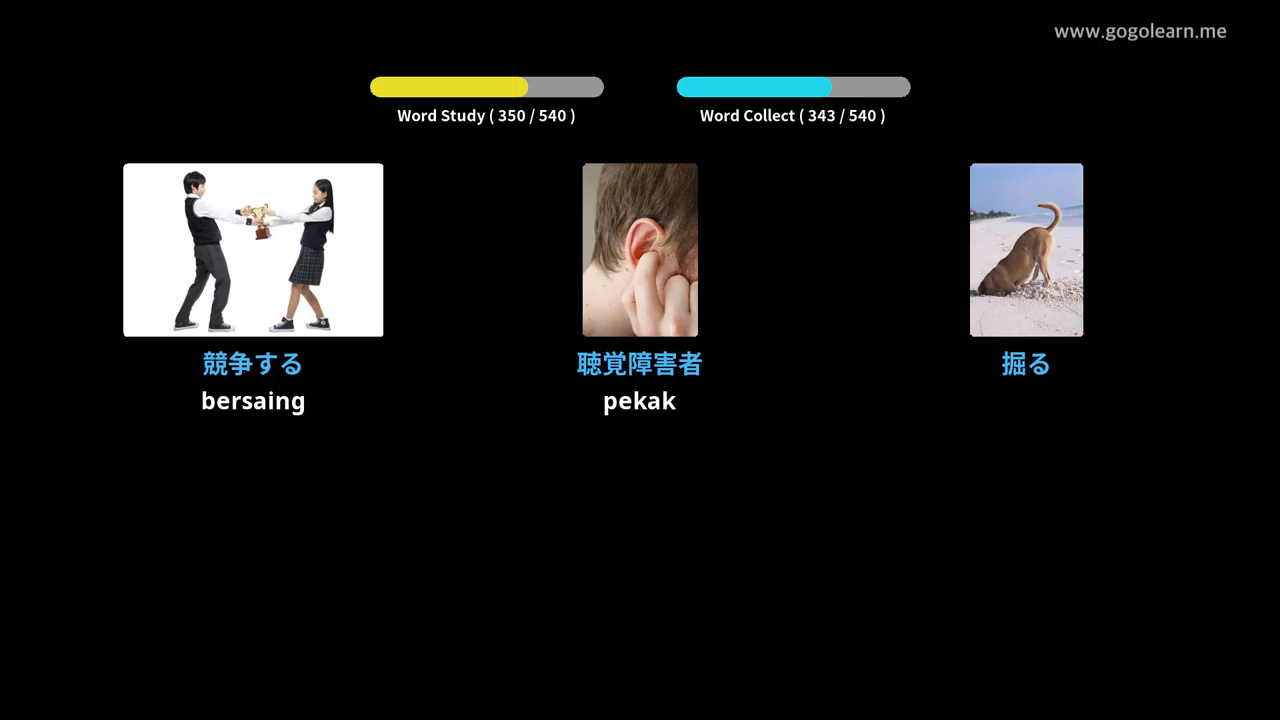 www.gogolearn.me
Word Study ( 350 / 540 )
Word Collect ( 343 / 540 )
競争する
聴覚障害者
掘る
bersaing
pekak